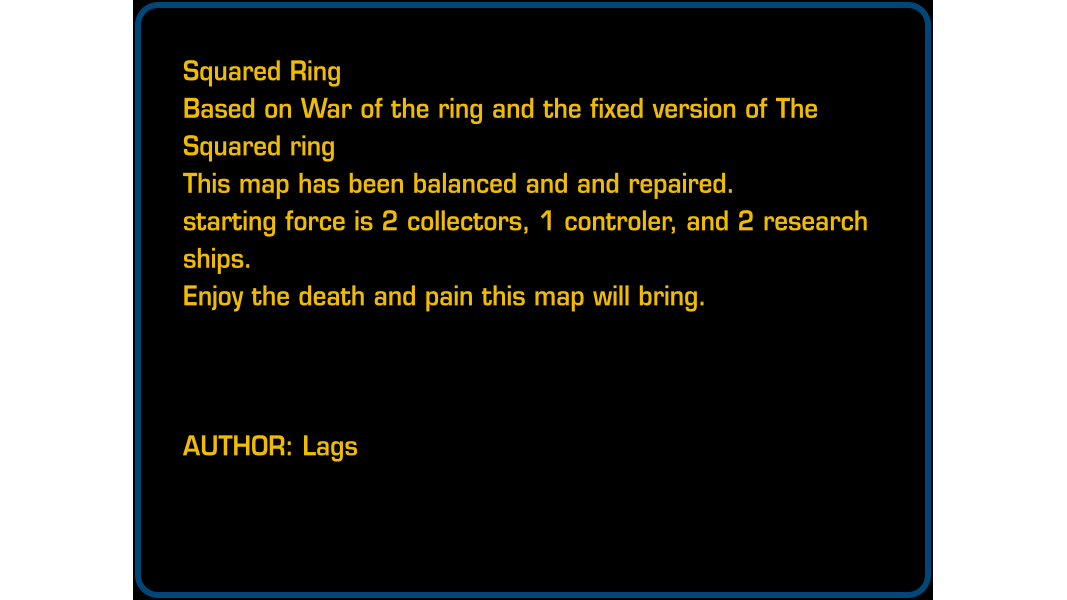 Squared Ring
Based on War of the ring and the fixed version of The
Squared ring
This map has been balanced and and repaired.
starting force is 2 collectors, 1 controler, and 2 research
ships.
Enjoy the death and pain this map will bring.
AUTHOR: Lags